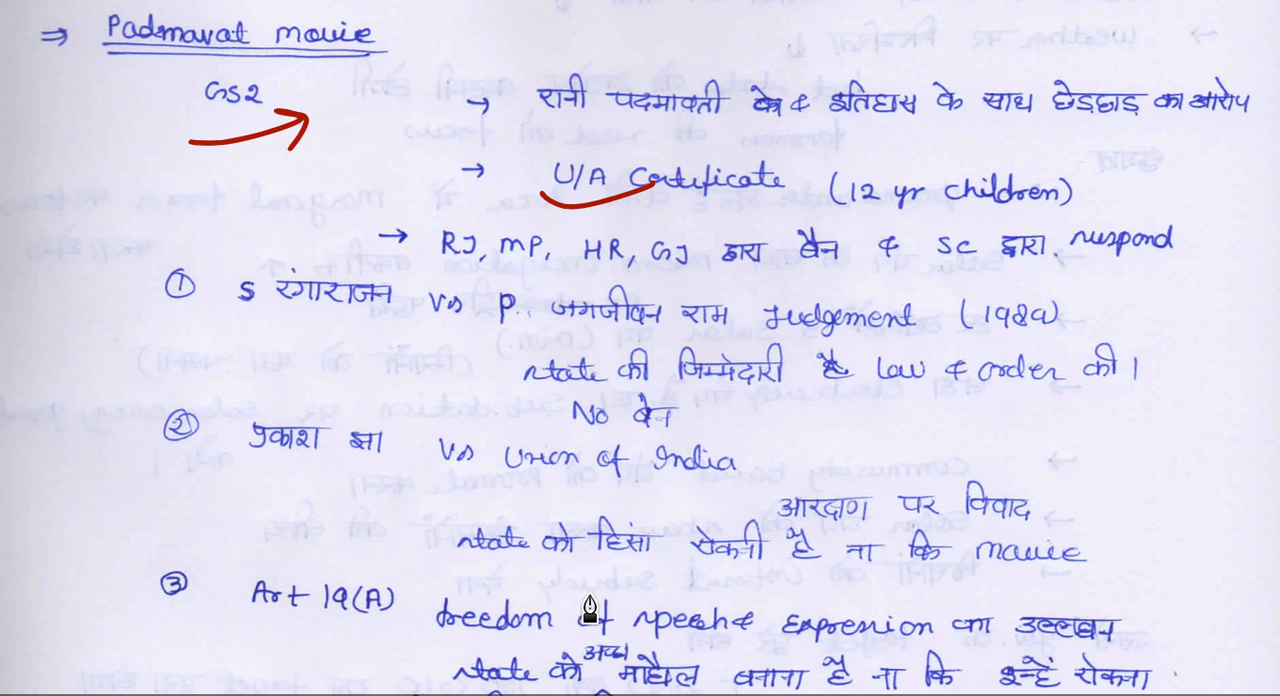 ⇒ Padmavat movie
GS2
→ रानी पदमावती & इतिहास के साथ छेडछाड़ का आरोप
→ U/A Certificate (12 yr children)
→ RJ, MP, HR, GJ द्वारा बैन & SC द्वारा respond
① S रंगाराजन Vs P. जगजीवन राम Judgement (1989)
state की जिम्मेदारी है law & order की।
No बेन
② प्रकाश झा Vs Union of India
आरक्षण पर विवाद
state को हिंसा रोकनी है ना कि movie
③ Art 19(A) freedom of speech & expression का उल्लघन
state को अच्छा माहौल बनाना है ना कि इन्हें रोकना